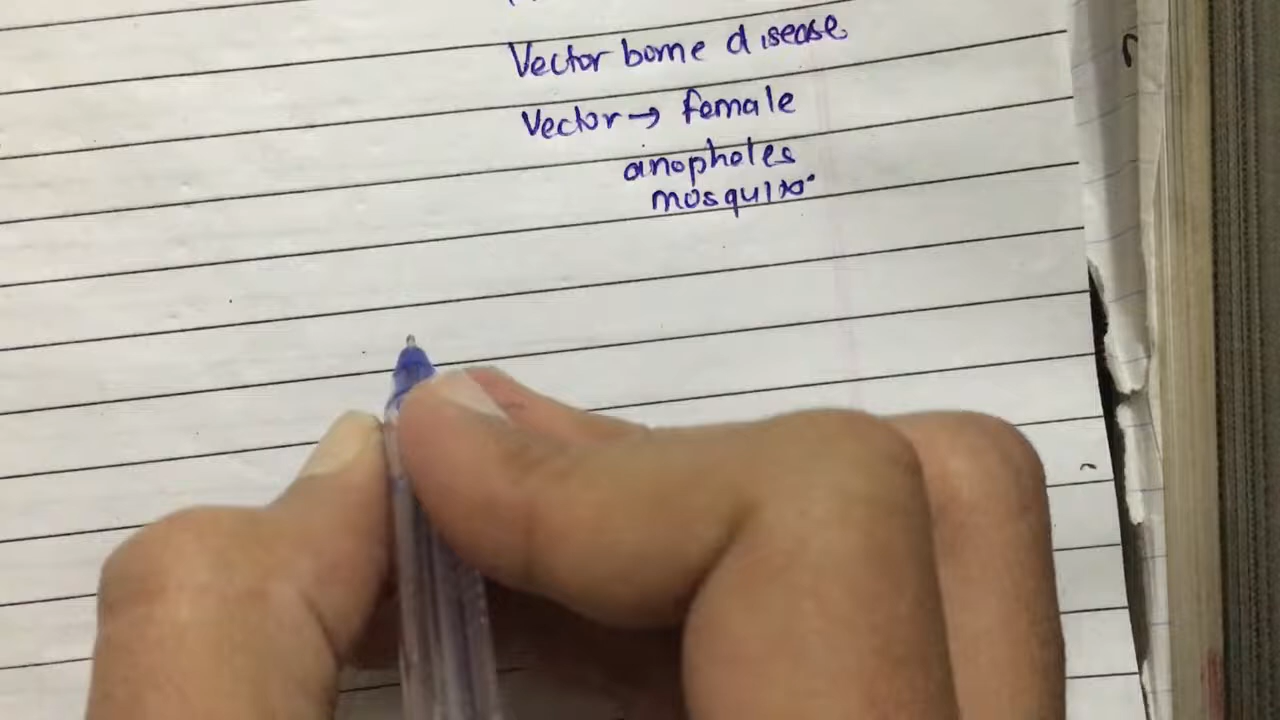 Vector borne disease
Vector → female
anopheles
mosquito